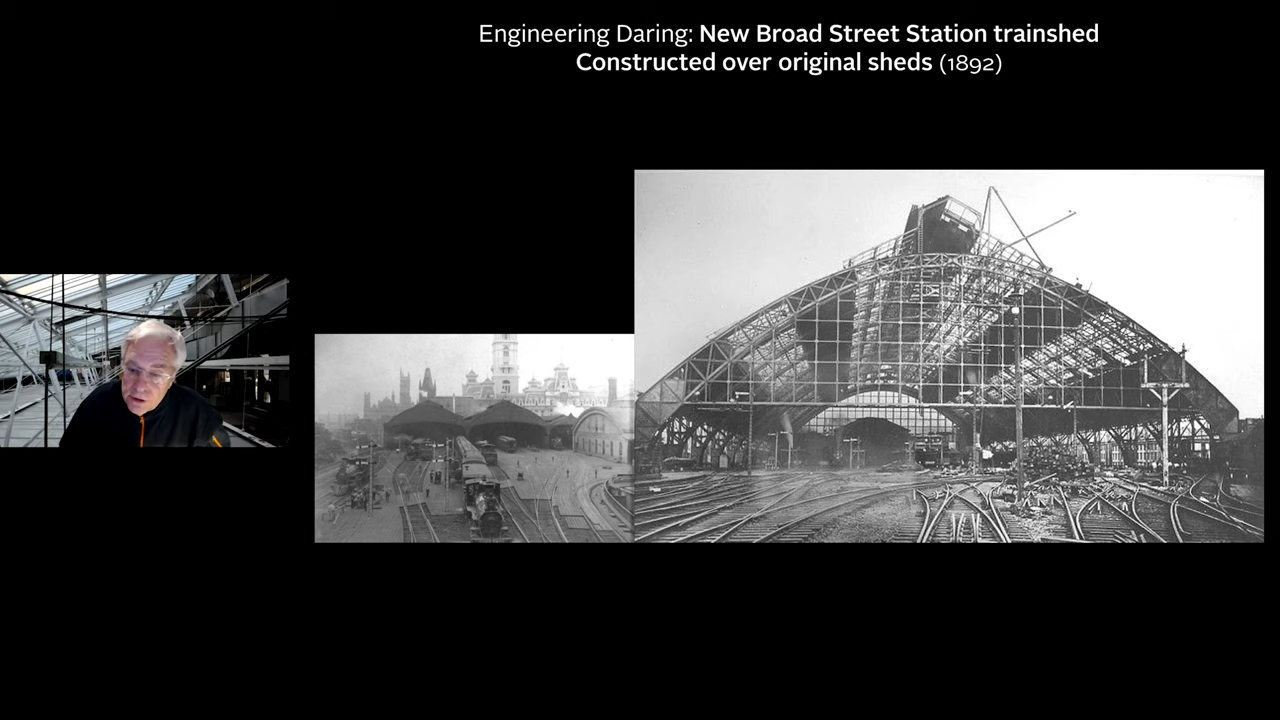 Engineering Daring: New Broad Street Station trainshed
Constructed over original sheds (1892)